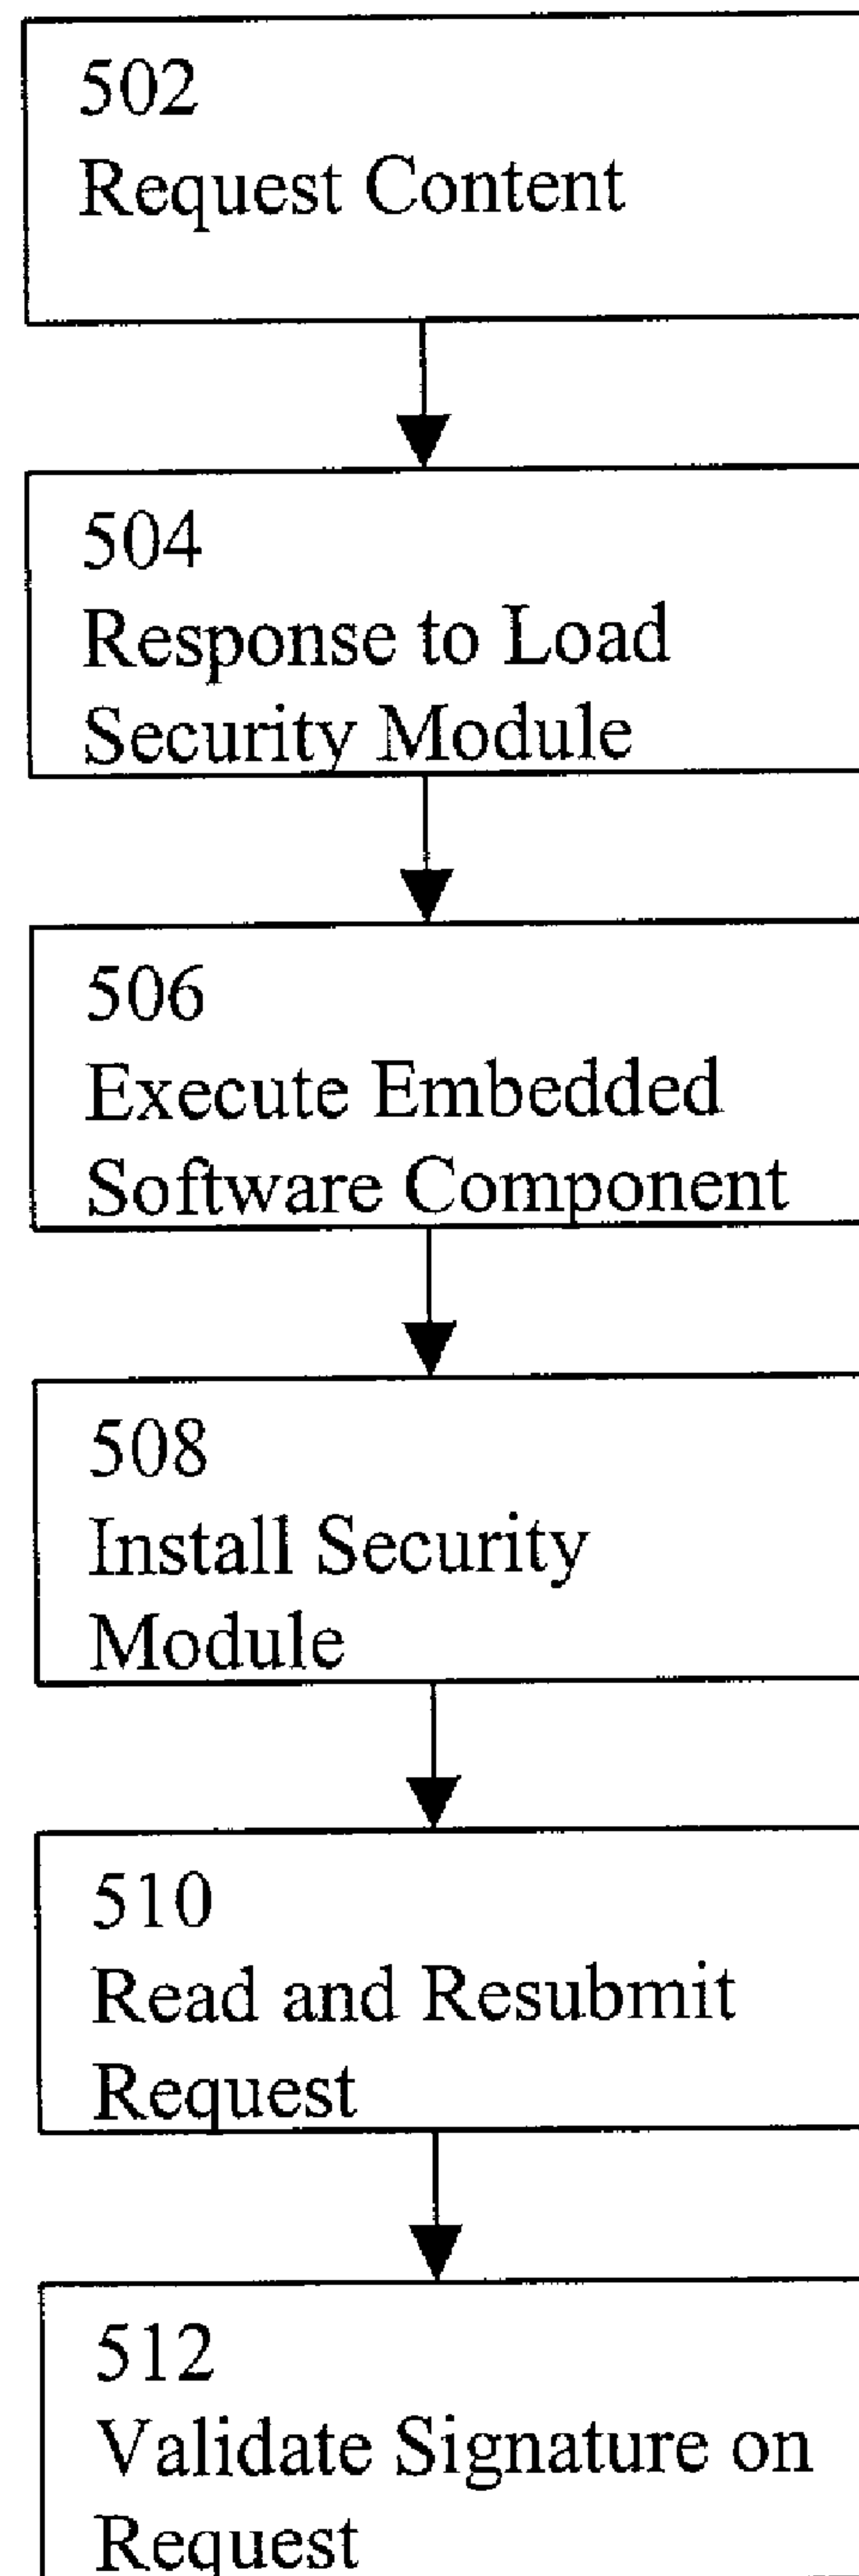 502
Request Content
504
Response to Load
Security Module
506
Execute Embedded
Software Component
508
Install Security
Module
510
Read and Resubmit
Request
512
Validate Signature on
Request